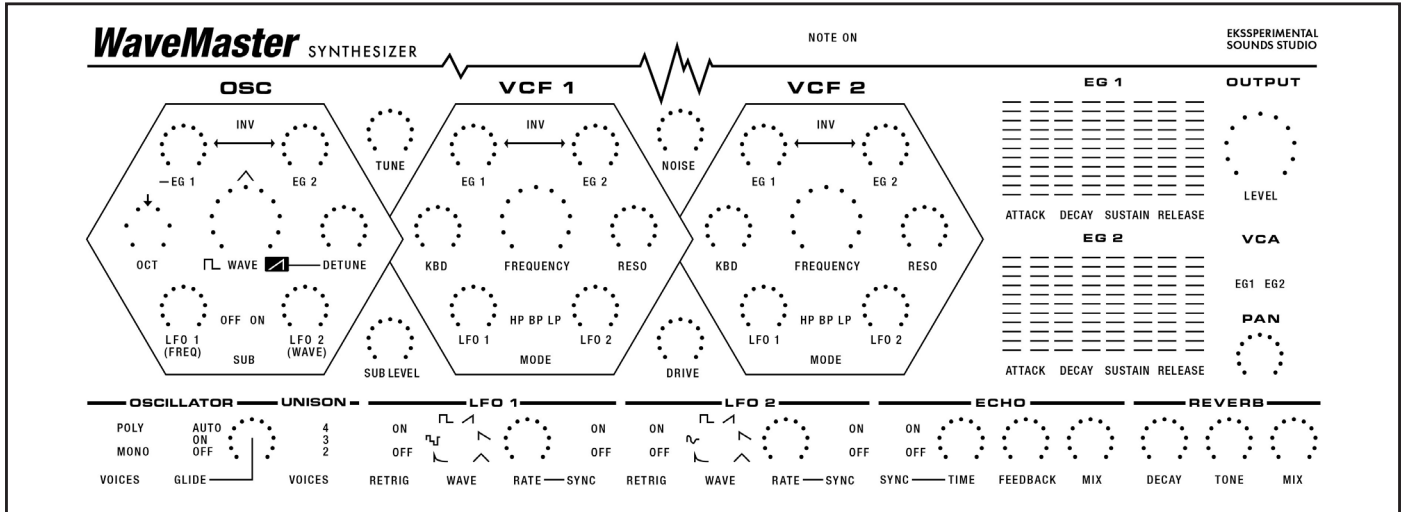 WaveMaster SYNTHESIZER
NOTE ON
EKSSPERIMENTAL
SOUNDS STUDIO
OSC
VCF 1
VCF 2
EG 1
OUTPUT
INV
EG 1
EG 2
TUNE
INV
EG 1
EG 2
NOISE
INV
EG 1
EG 2
ATTACK DECAY SUSTAIN RELEASE
LEVEL
OCT
WAVE
DETUNE
KBD
FREQUENCY
RESO
KBD
FREQUENCY
RESO
EG 2
VCA
EG1 EG2
OFF ON
LFO 1
(FREQ)
LFO 2
(WAVE)
SUB
SUB LEVEL
HP BP LP
LFO 1
LFO 2
MODE
DRIVE
HP BP LP
LFO 1
LFO 2
MODE
PAN
ATTACK DECAY SUSTAIN RELEASE
OSCILLATOR
UNISON
LFO 1
LFO 2
ECHO
REVERB
POLY
MONO
VOICES
AUTO
ON
OFF
GLIDE
4
3
2
VOICES
ON
OFF
RETRIG
WAVE
RATE
ON
OFF
SYNC
ON
OFF
RETRIG
WAVE
RATE
ON
OFF
SYNC
ON
OFF
SYNC
TIME
FEEDBACK
MIX
DECAY
TONE
MIX